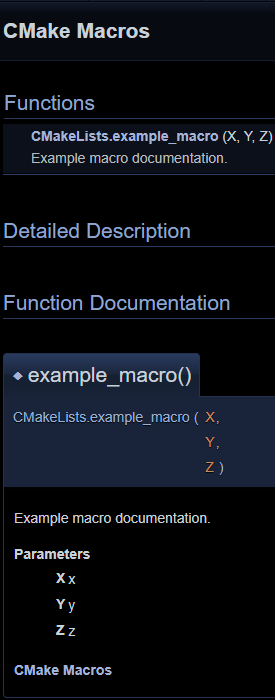 CMake Macros
Functions
CMakeLists.example_macro (X, Y, Z)
Example macro documentation.
Detailed Description
Function Documentation
◆ example_macro()
CMakeLists.example_macro ( X,
Y,
Z )
Example macro documentation.
Parameters
X x
Y y
Z z
CMake Macros